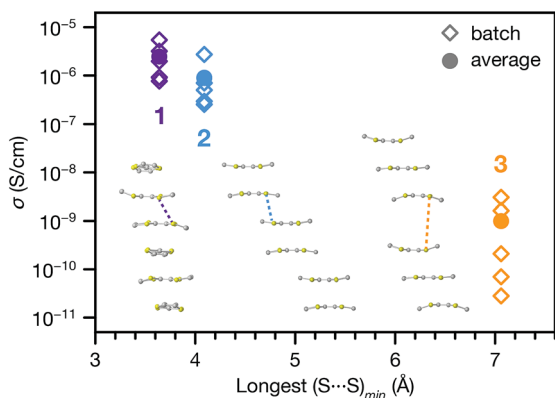 10⁻⁵
10⁻⁶
10⁻⁷
10⁻⁸
10⁻⁹
10⁻¹⁰
10⁻¹¹
σ (S/cm)
batch
average
1
2
3
3 4 5 6 7
Longest (S···S)min (Å)